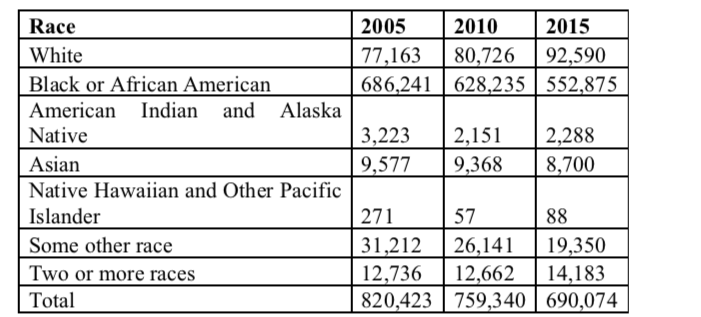 Race 2005 2010 2015
White 77,163 80,726 92,590
Black or African American 686,241 628,235 552,875
American Indian and Alaska
Native 3,223 2,151 2,288
Asian 9,577 9,368 8,700
Native Hawaiian and Other Pacific
Islander 271 57 88
Some other race 31,212 26,141 19,350
Two or more races 12,736 12,662 14,183
Total 820,423 759,340 690,074